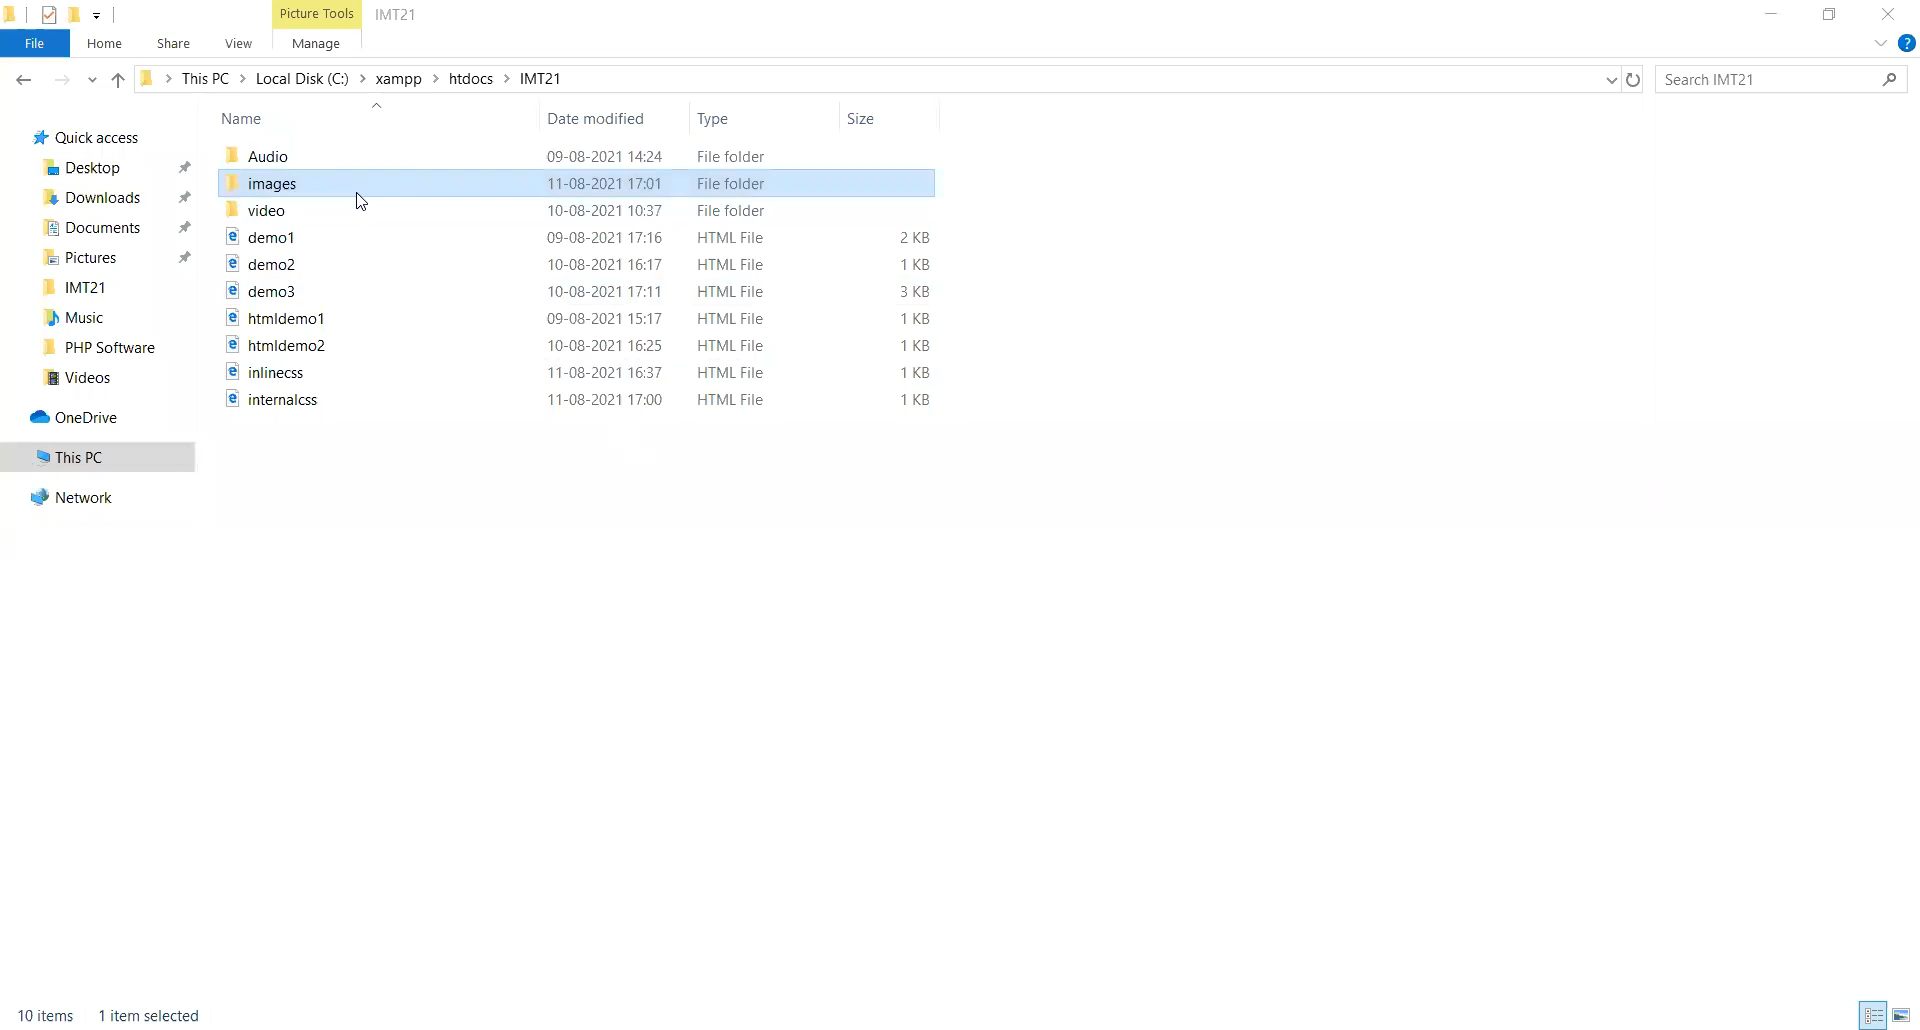 Picture Tools IMT21
File Home Share View Manage
This PC Local Disk (C:) xampp htdocs IMT21 Search IMT21
Name Date modified Type Size
Quick access
Desktop
Downloads
Documents
Pictures
IMT21
Music
PHP Software
Videos
OneDrive
This PC
Network
Audio 09-08-2021 14:24 File folder
images 11-08-2021 17:01 File folder
video 10-08-2021 10:37 File folder
demo1 09-08-2021 17:16 HTML File 2 KB
demo2 10-08-2021 16:17 HTML File 1 KB
demo3 10-08-2021 17:11 HTML File 3 KB
htmldemo1 09-08-2021 15:17 HTML File 1 KB
htmldemo2 10-08-2021 16:25 HTML File 1 KB
inlinecss 11-08-2021 16:37 HTML File 1 KB
internalcss 11-08-2021 17:00 HTML File 1 KB
10 items 1 item selected